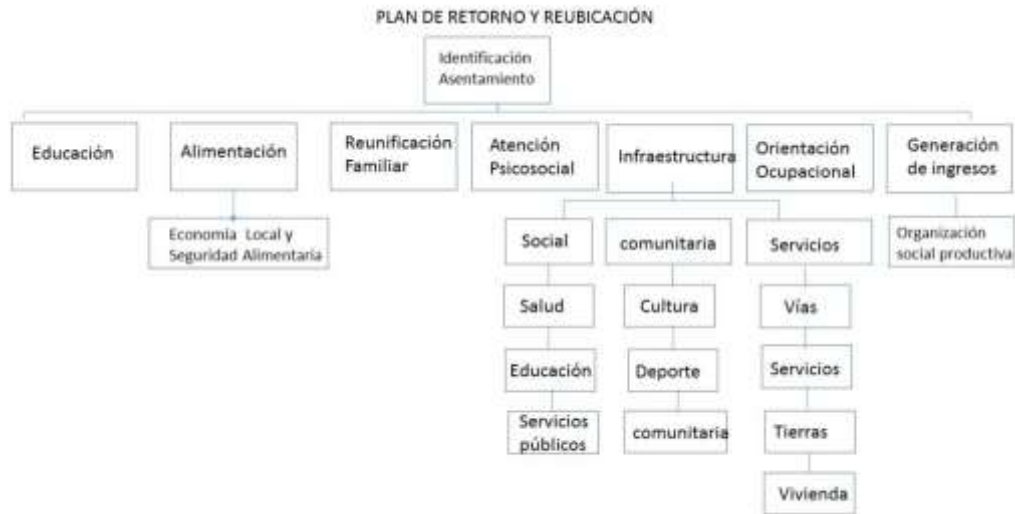 PLAN DE RETORNO Y REUBICACIÓN
Identificación
Asentamiento
Educación
Alimentación
Reunificación
Familiar
Atención
Psicosocial
Infraestructura
Orientación
Ocupacional
Generación
de ingresos
Economía Local y
Seguridad Alimentaria
Social
comunitaria
Servicios
Organización
social productiva
Salud
Cultura
Vías
Educación
Deporte
Servicios
Servicios
públicos
comunitaria
Tierras
Vivienda